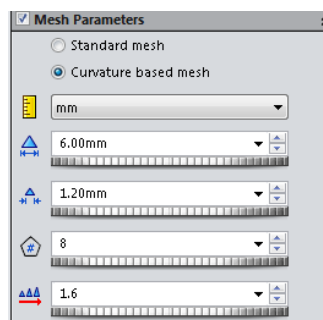 Mesh Parameters
Standard mesh
Curvature based mesh
mm
6.00mm
1.20mm
#
8
1.6